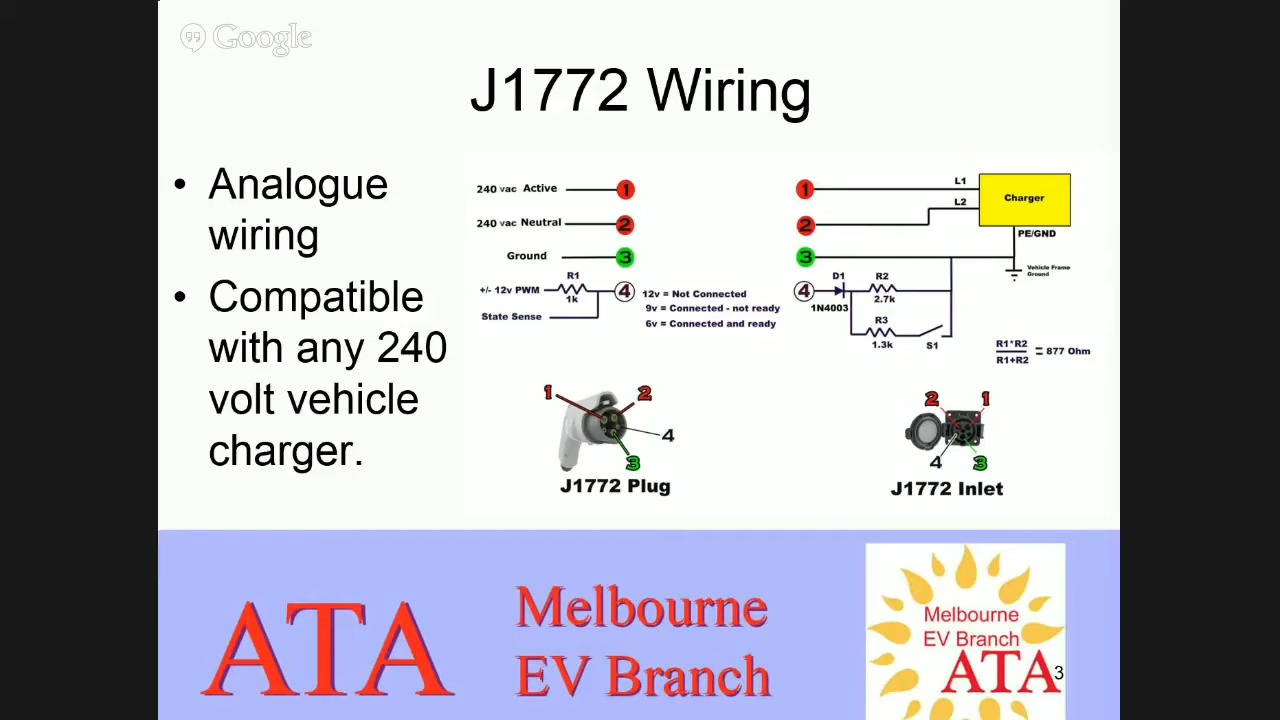 Google
J1772 Wiring
• Analogue
wiring
• Compatible
with any 240
volt vehicle
charger.
240 vac Active
1
240 vac Neutral
2
Ground
3
+/- 12v PWM
R1
1k
4
State Sense
12v = Not Connected
9v = Connected - not ready
6v = Connected and ready
1
L1
2
L2
Charger
3
PE/GND
Vehicle Frame
Ground
4
D1
1N4003
R2
2.7k
R3
1.3k
S1
R1*R2
R1+R2
= 877 Ohm
1
2
4
3
J1772 Plug
2
1
4
3
J1772 Inlet
ATA
Melbourne
EV Branch
Melbourne
EV Branch
ATA
3